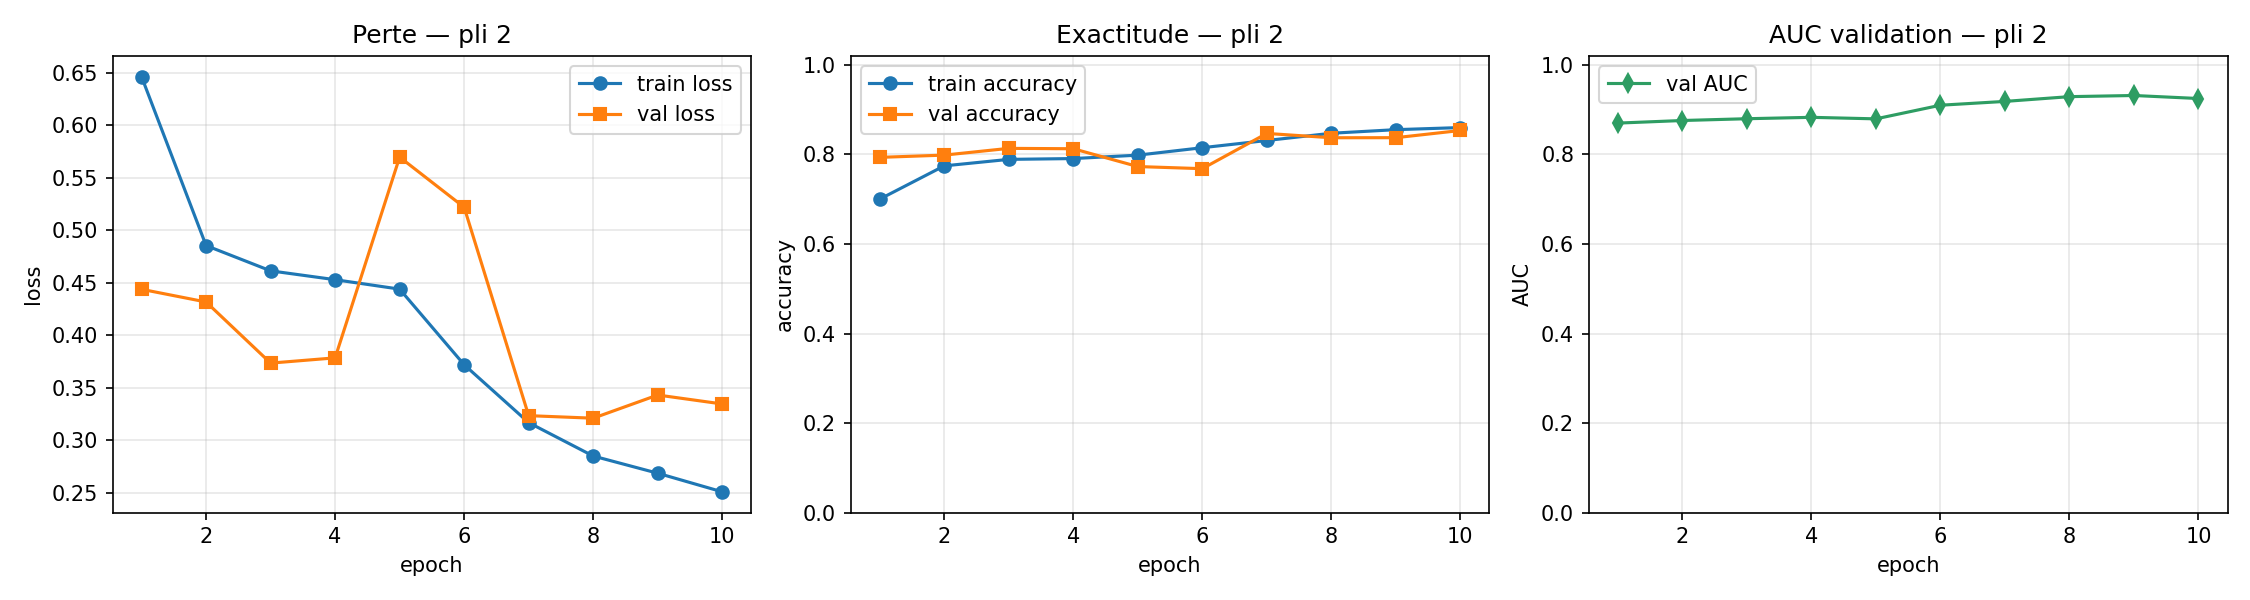 Perte — pli 2
0.65
0.60
0.55
0.50
0.45
0.40
0.35
0.30
0.25
loss
train loss
val loss
2
4
6
8
10
epoch
Exactitude — pli 2
1.0
0.8
0.6
0.4
0.2
0.0
accuracy
train accuracy
val accuracy
2
4
6
8
10
epoch
AUC validation — pli 2
1.0
0.8
0.6
0.4
0.2
0.0
AUC
val AUC
2
4
6
8
10
epoch